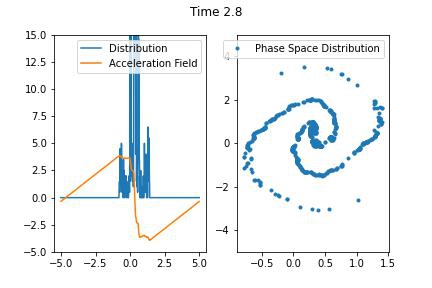 Time 2.8
Distribution
Acceleration Field
Phase Space Distribution
15.0
12.5
10.0
7.5
5.0
2.5
0.0
−2.5
−5.0
−5.0 −2.5 0.0 2.5 5.0
4
2
0
−2
−4
−0.5 0.0 0.5 1.0 1.5